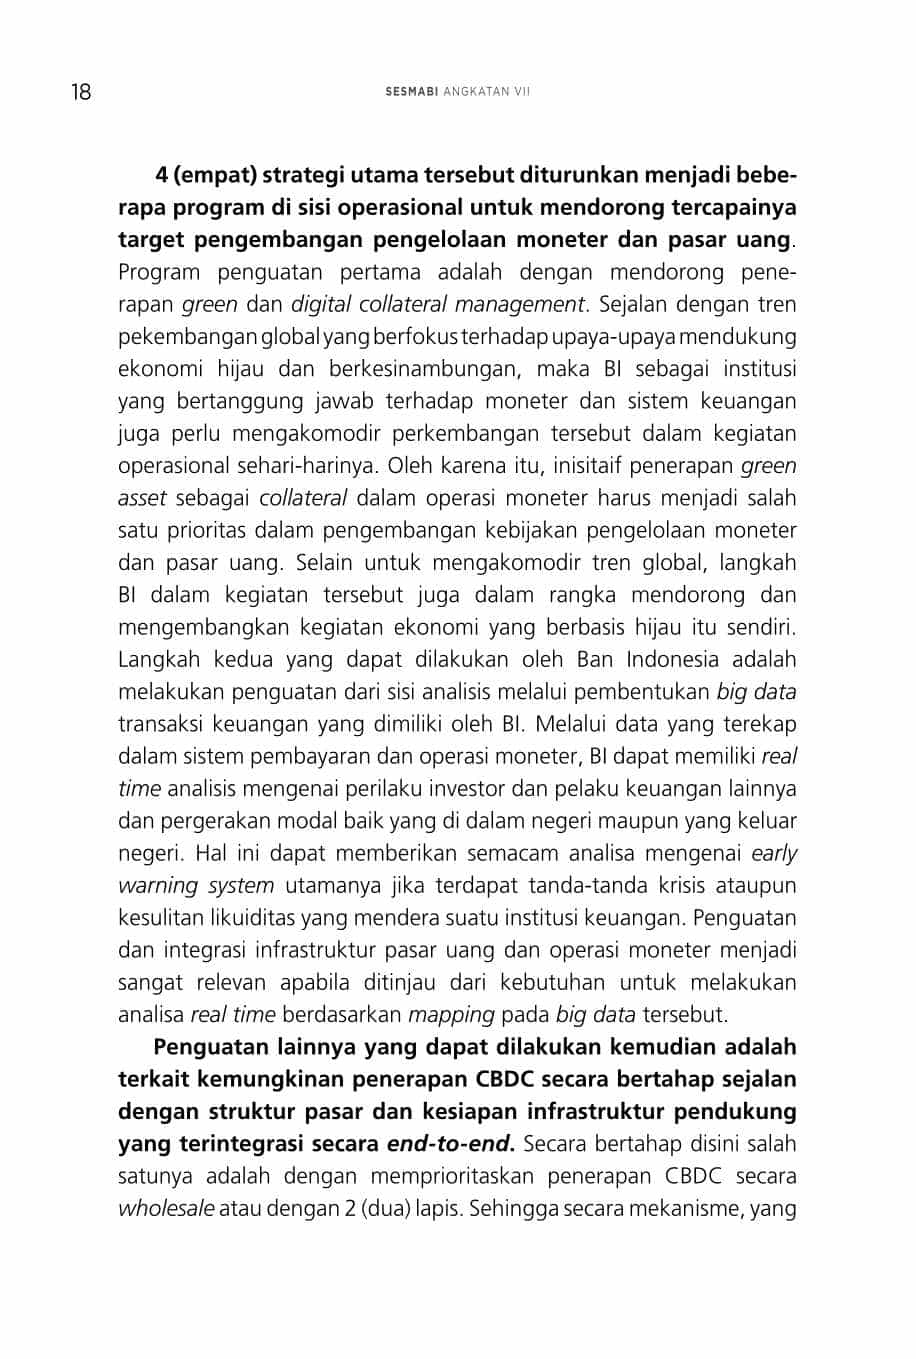 18
SESMABI ANGKATAN VII
4 (empat) strategi utama tersebut diturunkan menjadi bebe-
rapa program di sisi operasional untuk mendorong tercapainya
target pengembangan pengelolaan moneter dan pasar uang.
Program penguatan pertama adalah dengan mendorong pene-
rapan green dan digital collateral management. Sejalan dengan tren
pekembangan global yang berfokus terhadap upaya-upaya mendukung
ekonomi hijau dan berkesinambungan, maka BI sebagai institusi
yang bertanggung jawab terhadap moneter dan sistem keuangan
juga perlu mengakomodir perkembangan tersebut dalam kegiatan
operasional sehari-harinya. Oleh karena itu, inisitaif penerapan green
asset sebagai collateral dalam operasi moneter harus menjadi salah
satu prioritas dalam pengembangan kebijakan pengelolaan moneter
dan pasar uang. Selain untuk mengakomodir tren global, langkah
BI dalam kegiatan tersebut juga dalam rangka mendorong dan
mengembangkan kegiatan ekonomi yang berbasis hijau itu sendiri.
Langkah kedua yang dapat dilakukan oleh Ban Indonesia adalah
melakukan penguatan dari sisi analisis melalui pembentukan big data
transaksi keuangan yang dimiliki oleh BI. Melalui data yang terekap
dalam sistem pembayaran dan operasi moneter, BI dapat memiliki real
time analisis mengenai perilaku investor dan pelaku keuangan lainnya
dan pergerakan modal baik yang di dalam negeri maupun yang keluar
negeri. Hal ini dapat memberikan semacam analisa mengenai early
warning system utamanya jika terdapat tanda-tanda krisis ataupun
kesulitan likuiditas yang mendera suatu institusi keuangan. Penguatan
dan integrasi infrastruktur pasar uang dan operasi moneter menjadi
sangat relevan apabila ditinjau dari kebutuhan untuk melakukan
analisa real time berdasarkan mapping pada big data tersebut.
Penguatan lainnya yang dapat dilakukan kemudian adalah
terkait kemungkinan penerapan CBDC secara bertahap sejalan
dengan struktur pasar dan kesiapan infrastruktur pendukung
yang terintegrasi secara end-to-end. Secara bertahap disini salah
satunya adalah dengan memprioritaskan penerapan CBDC secara
wholesale atau dengan 2 (dua) lapis. Sehingga secara mekanisme, yang